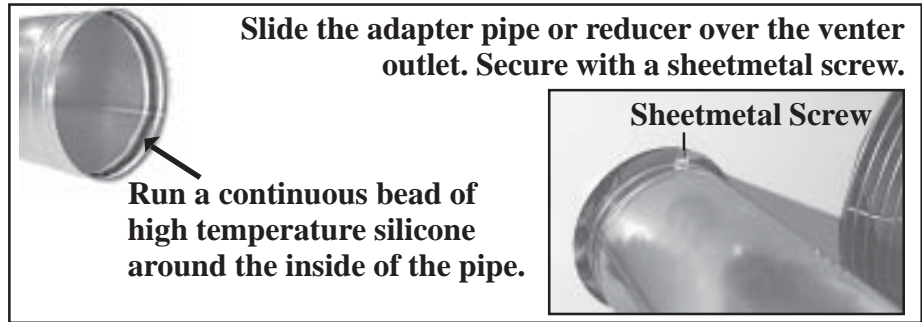 Slide the adapter pipe or reducer over the venter
outlet. Secure with a sheetmetal screw.
Sheetmetal Screw
Run a continuous bead of
high temperature silicone
around the inside of the pipe.